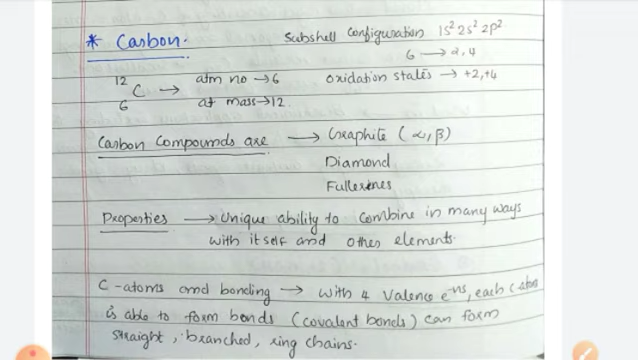 * Carbon.
Subshell Configuration 1S² 2S² 2P²
6 → 2,4
¹²₆C → atm no → 6
at mass → 12.
Oxidation states → +2,+4
Carbon Compounds are → Graphite (α, β)
Diamond
Fullerenes
Properties → Unique ability to Combine in many ways
with itself and other elements.
C-atoms and bonding → with 4 Valence e⁻ns, each C atom
is able to form bonds (covalent bonds) can form
straight, branched, ring chains.